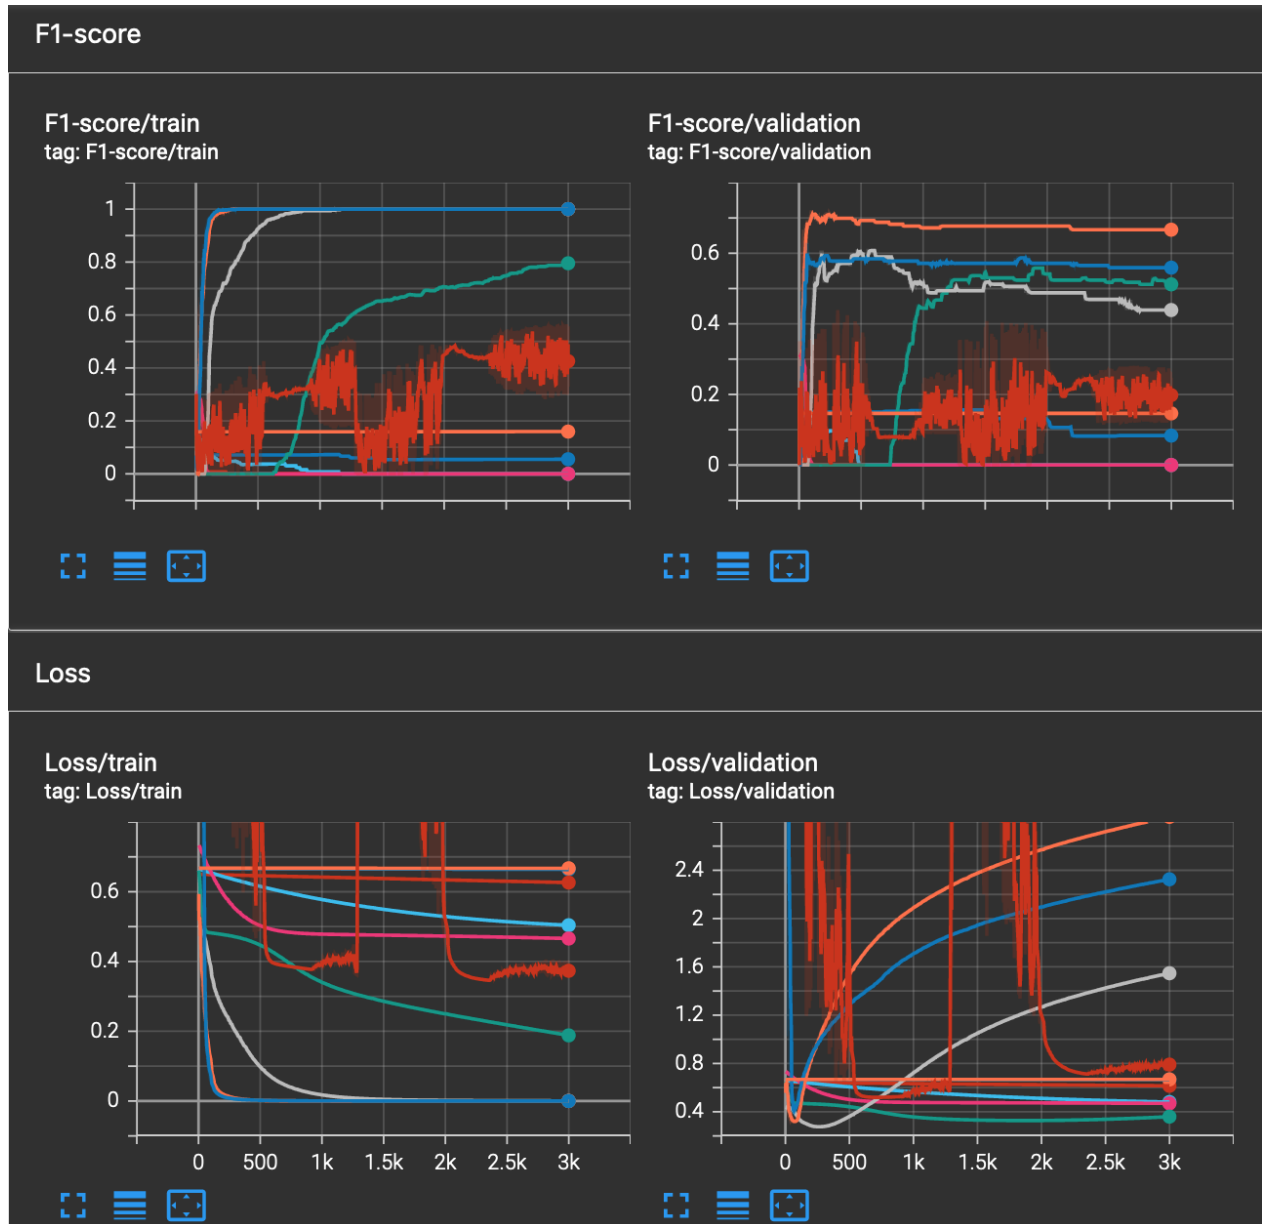 F1-score
F1-score/train
tag: F1-score/train
F1-score/validation
tag: F1-score/validation
1
0.8
0.6
0.4
0.2
0
0.6
0.4
0.2
0
Loss
Loss/train
tag: Loss/train
Loss/validation
tag: Loss/validation
0.6
0.4
0.2
0
0 500 1k 1.5k 2k 2.5k 3k
2.4
2
1.6
1.2
0.8
0.4
0 500 1k 1.5k 2k 2.5k 3k